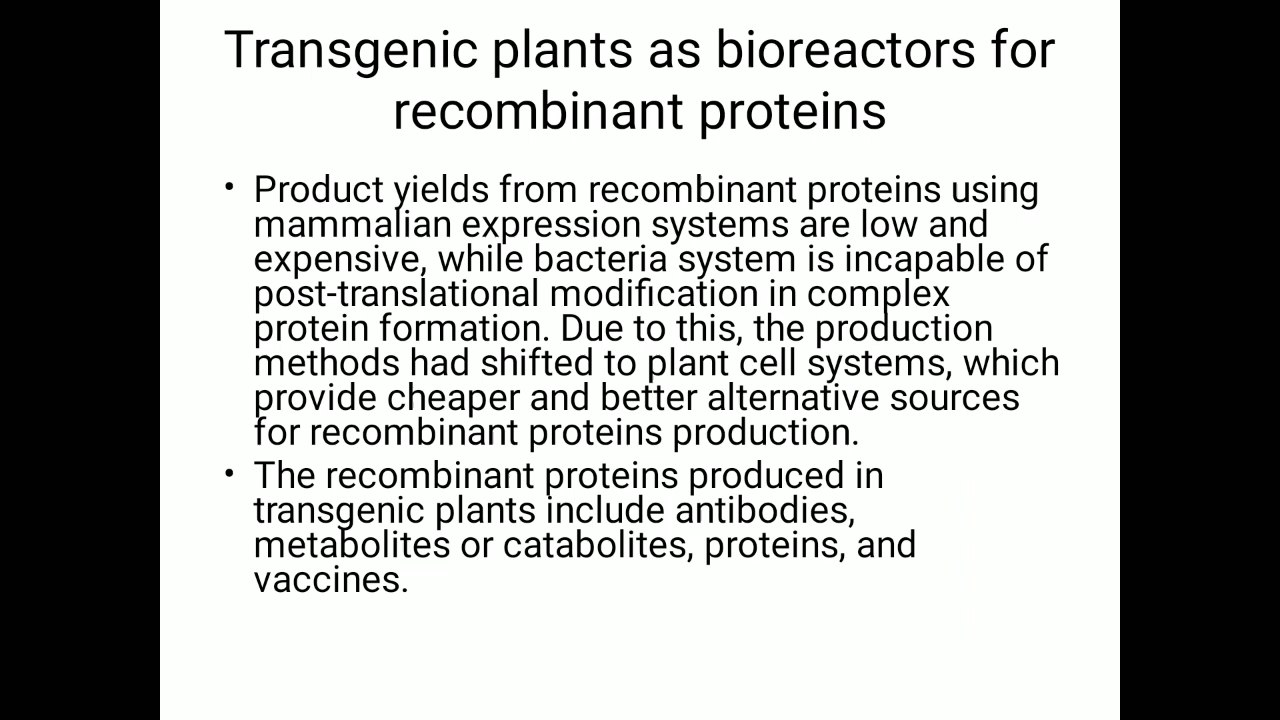 Transgenic plants as bioreactors for
recombinant proteins
• Product yields from recombinant proteins using
mammalian expression systems are low and
expensive, while bacteria system is incapable of
post-translational modification in complex
protein formation. Due to this, the production
methods had shifted to plant cell systems, which
provide cheaper and better alternative sources
for recombinant proteins production.
• The recombinant proteins produced in
transgenic plants include antibodies,
metabolites or catabolites, proteins, and
vaccines.